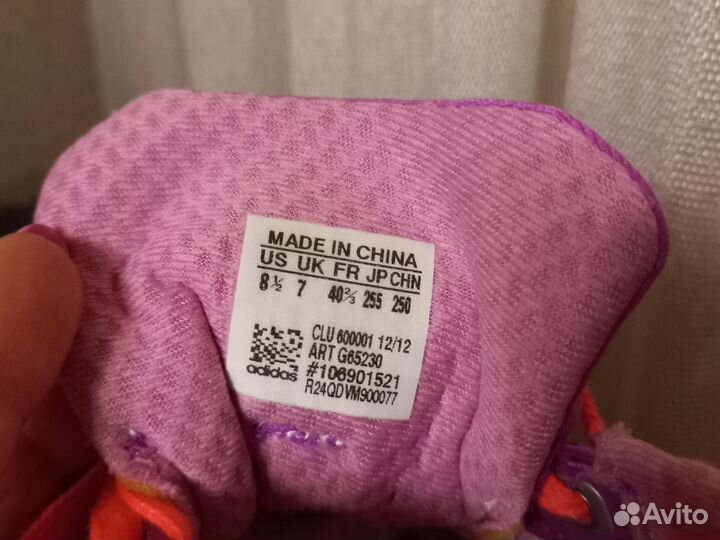 MADE IN CHINA
US UK FR JP CHN
8½ 7 40⅔ 255 250
CLU 600001 12/12
ART G65230
#106901521
R24QDVM900077
adidas
Avito